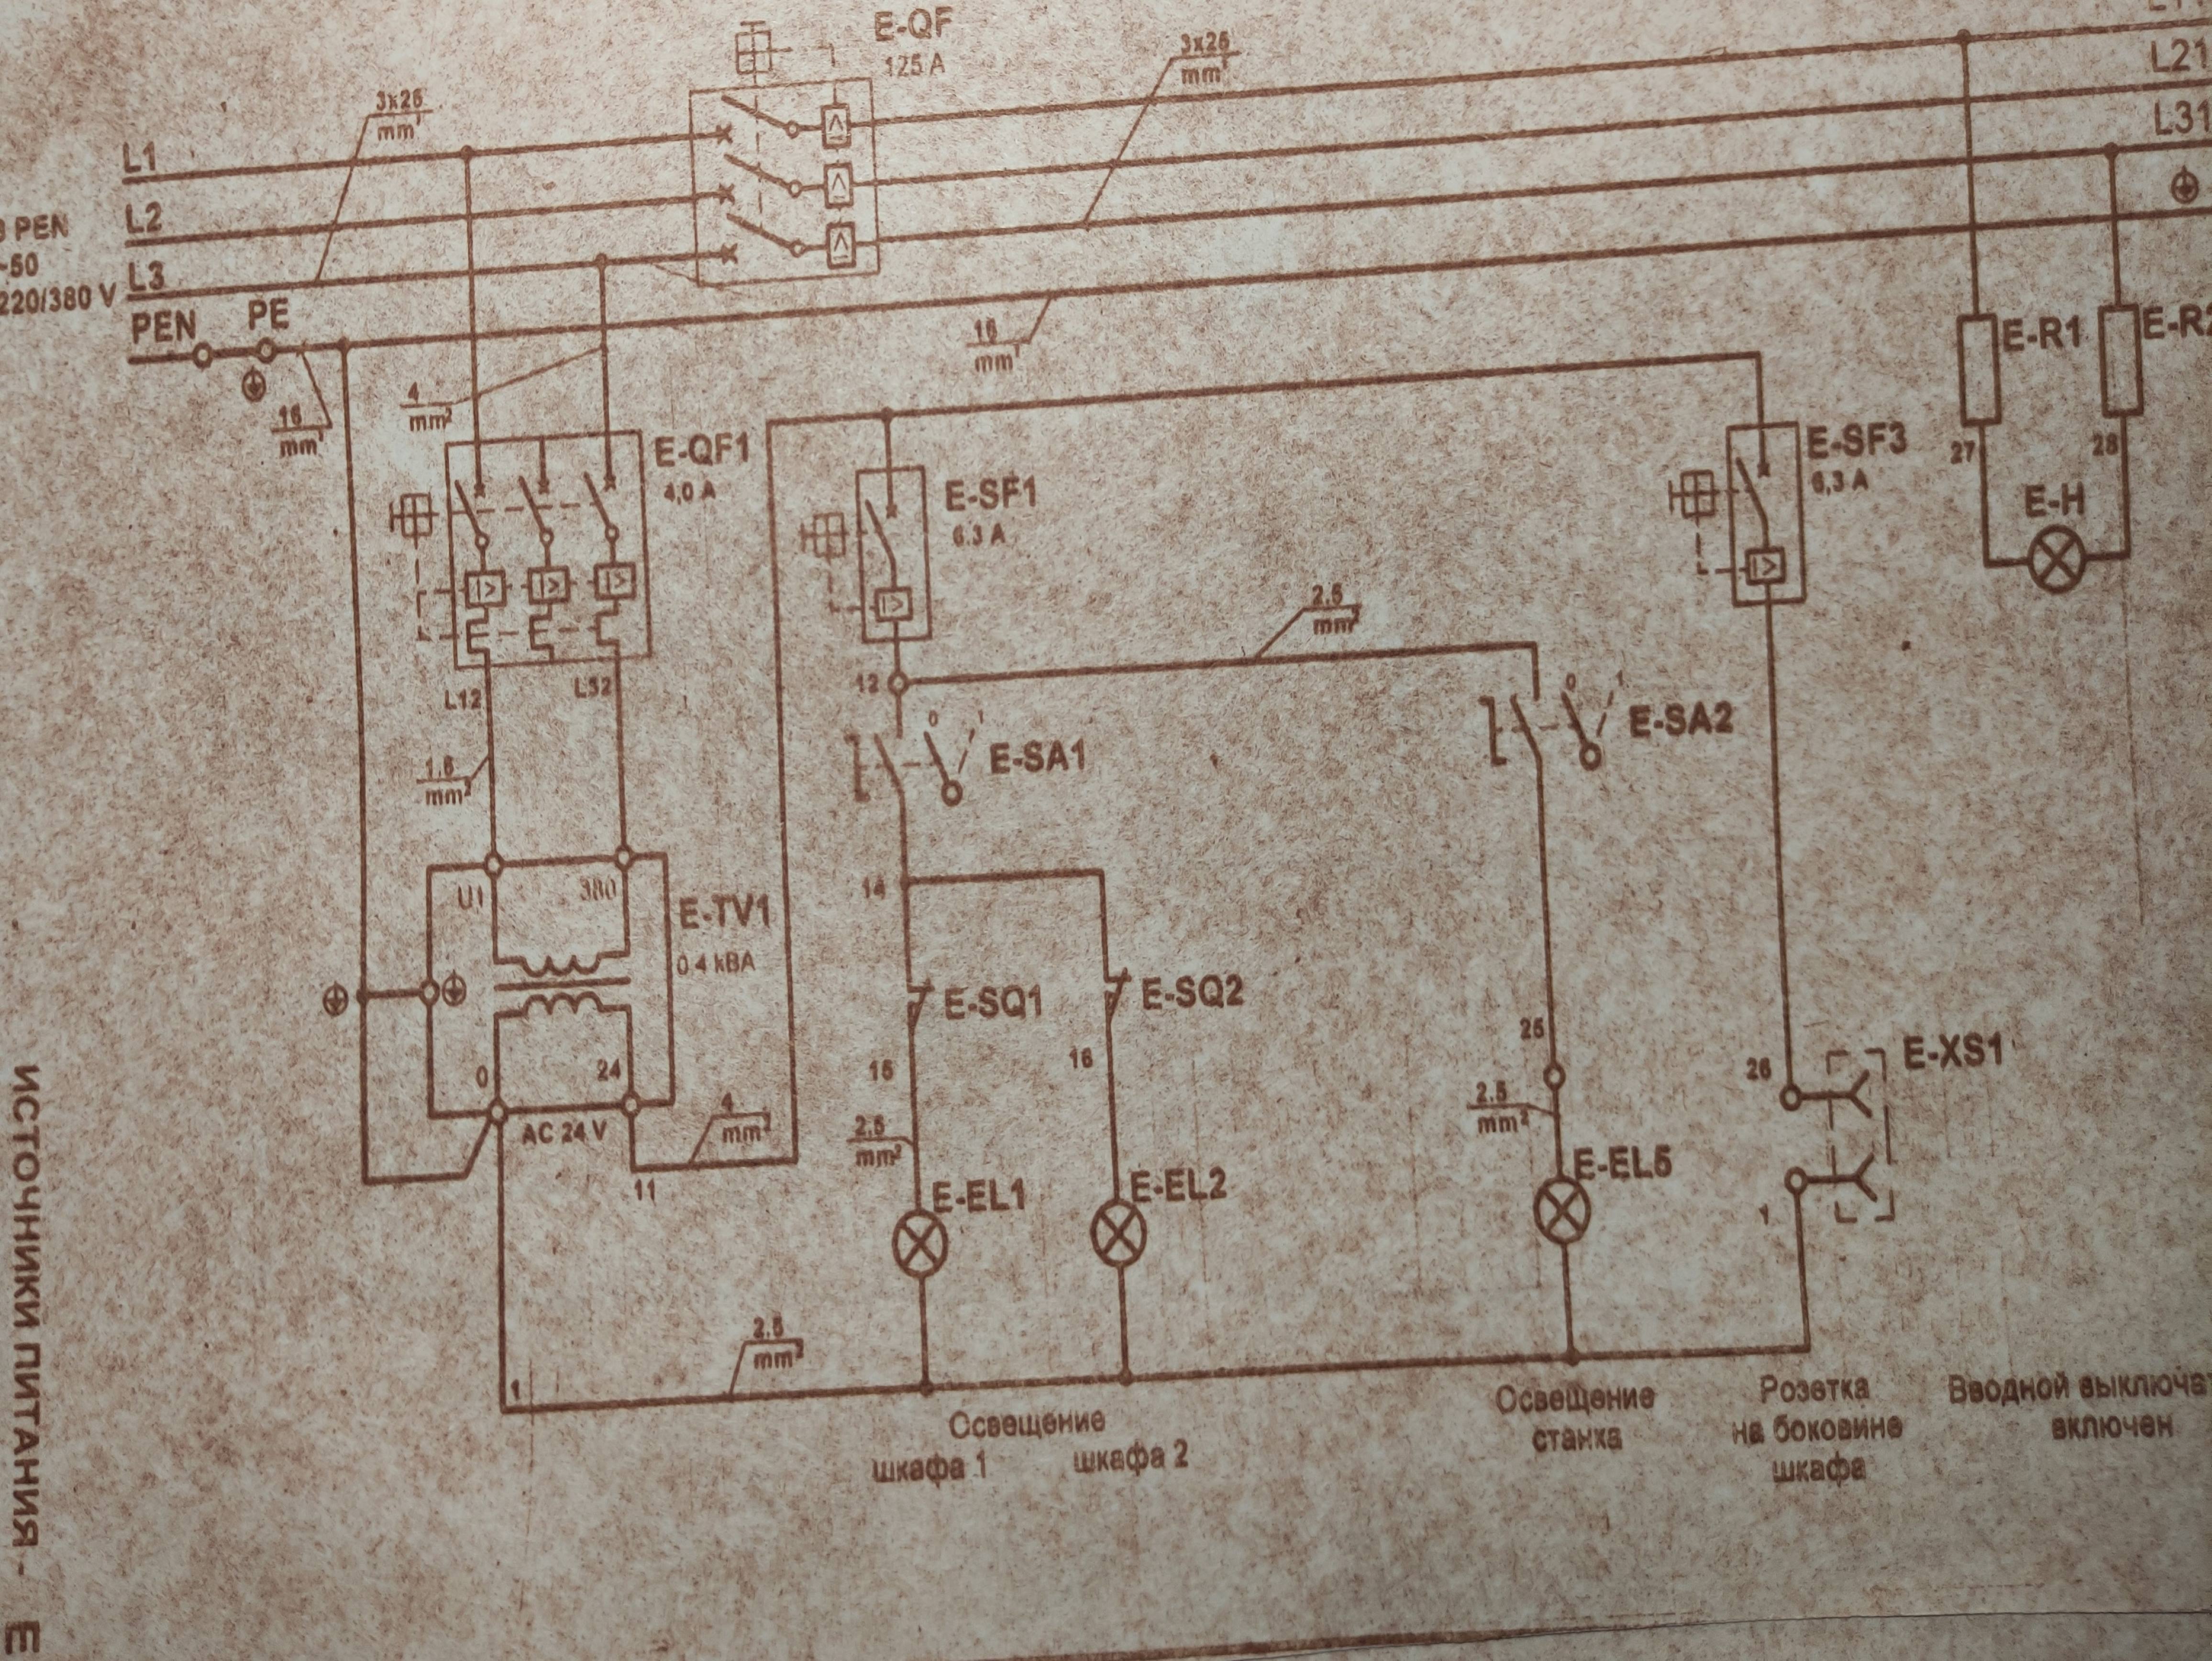 E-QF
125 A
3x25
mm²
L21
L31
3x25
mm²
L1
L2
L3
PEN
~50
220/380 V
PEN
PE
16
mm²
4
mm²
16
mm²
E-QF1
4,0 A
E-SF1
6.3 A
E-SF3
6,3 A
E-R1
27
28
E-H
L12
L32
1.5
mm²
12
2.5
mm²
0 1
E-SA1
0 1
E-SA2
U1
380
E-TV1
0.4 kBA
14
E-SQ1
E-SQ2
0
24
AC 24 V
4
mm²
11
15
16
2.5
mm²
25
2.5
mm²
26
E-XS1
1
E-EL1
E-EL2
E-EL5
1
2.5
mm²
Освещение
шкафа 1
шкафа 2
Освещение
станка
Розетка
на боковине
шкафа
Вводной
включен
ИСТОЧНИКИ ПИТАНИЯ - E